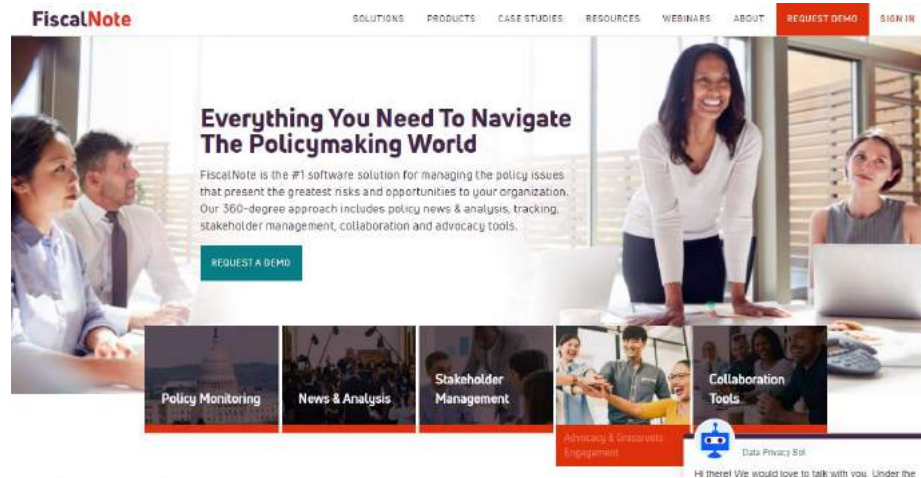 FiscalNote
SOLUTIONS PRODUCTS CASE STUDIES RESOURCES WEBINARS ABOUT REQUEST DEMO SIGN IN
Everything You Need To Navigate
The Policymaking World
FiscalNote is the #1 software solution for managing the policy issues
that present the greatest risks and opportunities to your organization.
Our 360-degree approach includes policy news & analysis, tracking,
stakeholder management, collaboration and advocacy tools.
REQUEST A DEMO
Policy Monitoring
News & Analysis
Stakeholder
Management
Advocacy & Grassroots
Engagement
Collaboration
Tools
Data Privacy Bot
Hi there! We would love to talk with you. Under the